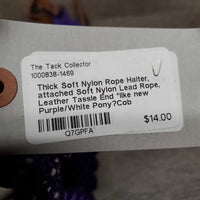 The Tack Collector
1000838-1469
Thick Soft Nylon Rope Halter,
attached Soft Nylon Lead Rope,
Leather Tassle End *like new
Purple/White Pony?Cob
Q7GPFA
$14.00